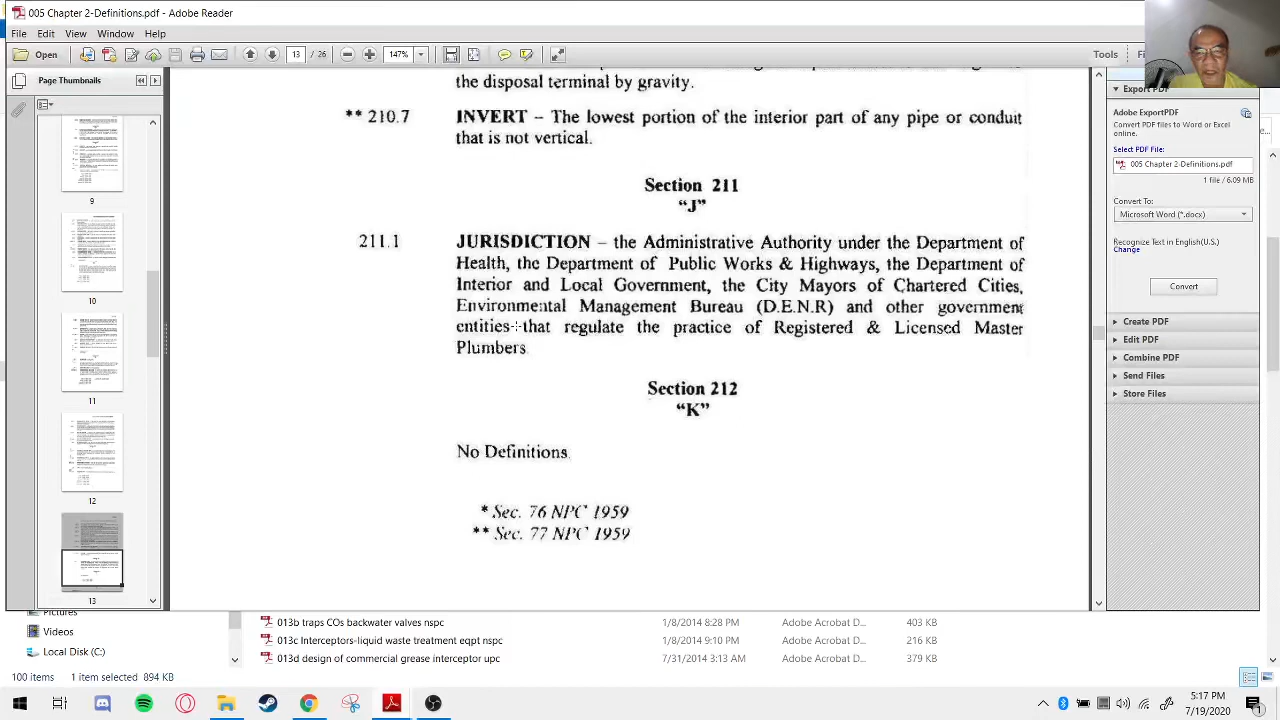 005 Chapter 2-Definitions.pdf - Adobe Reader
File Edit View Window Help
Open 13 / 26 147% Tools
Page Thumbnails
9
10
11
12
13
the disposal terminal by gravity.
** 210.7 INVERT – The lowest portion of the interior part of any pipe or conduit
that is not vertical.
Section 211
“J”
211.1 JURISDICTION – the Administrative Authority under the Department of
Health, the Department of Public Works & Highways, the Department of
Interior and Local Government, the City Mayors of Chartered Cities,
Environmental Management Bureau (D.E.N.R) and other government
entities that regulate the practice of Registered & Licensed Master
Plumbers
Section 212
“K”
No Definitions.
* Sec. 76 NPC 1959
** Sec. 77 NPC 1959
Export PDF
Adobe ExportPDF
Convert PDF files to Word or Excel
online.
Select PDF File:
005 Chapter 2-Definitions.pdf
1 file / 6.09 MB
Convert To:
Microsoft Word (*.docx)
Recognize Text in English(U.S.)
Change
Convert
Create PDF
Edit PDF
Combine PDF
Send Files
Store Files
Pictures
Videos
Local Disk (C:)
013b traps COs backwater valves nspc 1/8/2014 8:28 PM Adobe Acrobat D... 403 KB
013c Interceptors-liquid waste treatment eqpt nspc 1/8/2014 9:10 PM Adobe Acrobat D... 216 KB
013d design of commercial grease interceptor upc 7/31/2014 3:13 AM Adobe Acrobat D... 379 KB
100 items 1 item selected 894 KB
5:17 PM
7/19/2020